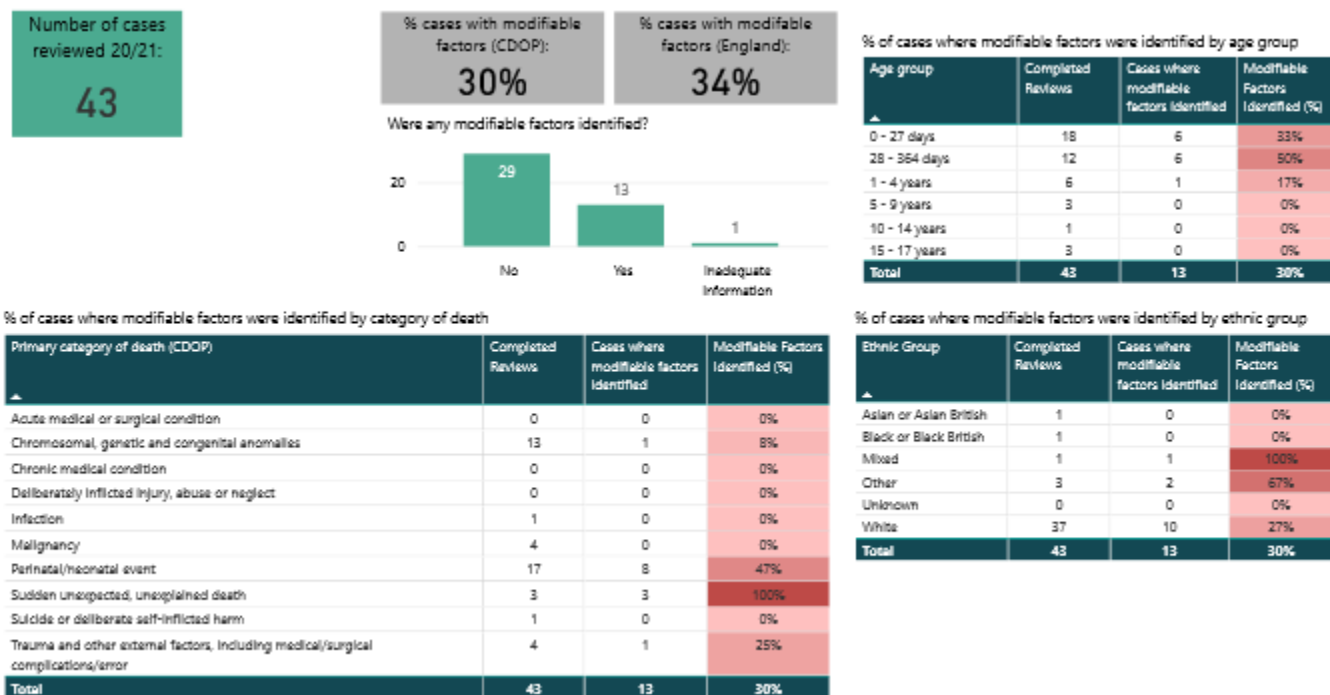 Number of cases
reviewed 20/21:
43
% cases with modifiable
factors (CDOP):
30%
% cases with modifable
factors (England):
34%
Were any modifiable factors identified?
20
0
29
13
1
No
Yes
Inadequate
Information
% of cases where modifiable factors were identified by age group
Age group
Completed
Reviews
Cases where
modifiable
factors identified
Modifiable
Factors
Identified (%)
0 - 27 days 18 6 33%
28 - 364 days 12 6 50%
1 - 4 years 6 1 17%
5 - 9 years 3 0 0%
10 - 14 years 1 0 0%
15 - 17 years 3 0 0%
Total 43 13 30%
% of cases where modifiable factors were identified by category of death
Primary category of death (CDOP)
Completed
Reviews
Cases where
modifiable factors
identified
Modifiable Factors
Identified (%)
Acute medical or surgical condition 0 0 0%
Chromosomal, genetic and congenital anomalies 13 1 8%
Chronic medical condition 0 0 0%
Deliberately inflicted injury, abuse or neglect 0 0 0%
Infection 1 0 0%
Malignancy 4 0 0%
Perinatal/neonatal event 17 8 47%
Sudden unexpected, unexplained death 3 3 100%
Suicide or deliberate self-inflicted harm 1 0 0%
Trauma and other external factors, including medical/surgical 4 1 25%
complications/error
Total 43 13 30%
% of cases where modifiable factors were identified by ethnic group
Ethnic Group
Completed
Reviews
Cases where
modifiable
factors identified
Modifiable
Factors
Identified (%)
Asian or Asian British 1 0 0%
Black or Black British 1 0 0%
Mixed 1 1 100%
Other 3 2 67%
Unknown 0 0 0%
White 37 10 27%
Total 43 13 30%